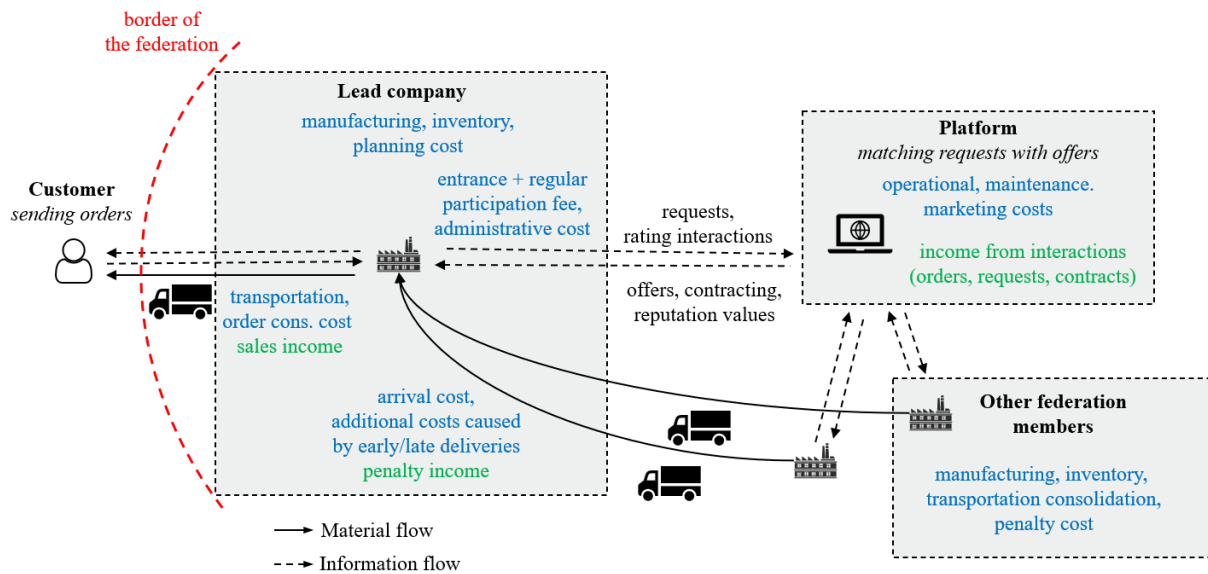 border of
the federation
Lead company
manufacturing, inventory,
planning cost
entrance + regular
participation fee,
administrative cost
Customer
sending orders
transportation,
order cons. cost
sales income
arrival cost,
additional costs caused
by early/late deliveries
penalty income
requests,
rating interactions
offers, contracting,
reputation values
Platform
matching requests with offers
operational, maintenance.
marketing costs
income from interactions
(orders, requests, contracts)
Other federation
members
manufacturing, inventory,
transportation consolidation,
penalty cost
Material flow
Information flow